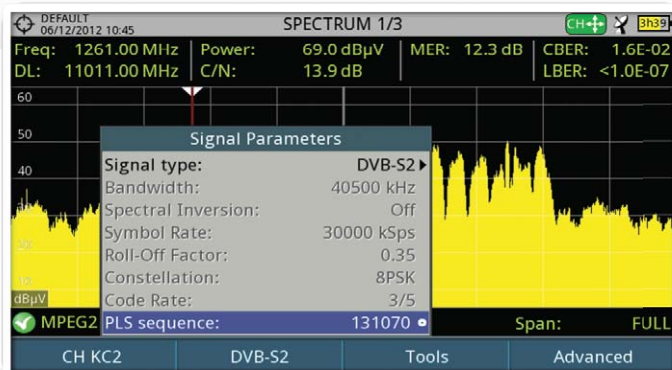 DEFAULT
06/12/2012 10:45
SPECTRUM 1/3
CH
3h39
Freq: 1261.00 MHz
Power: 69.0 dBµV
MER: 12.3 dB
CBER: 1.6E-02
DL: 11011.00 MHz
C/N: 13.9 dB
LBER: <1.0E-07
60
50
40
dBµV
Signal Parameters
Signal type: DVB-S2
Bandwidth: 40500 kHz
Spectral Inversion: Off
Symbol Rate: 30000 kSps
Roll-Off Factor: 0.35
Constellation: 8PSK
Code Rate: 3/5
PLS sequence: 131070
MPEG2
Span: FULL
CH KC2
DVB-S2
Tools
Advanced